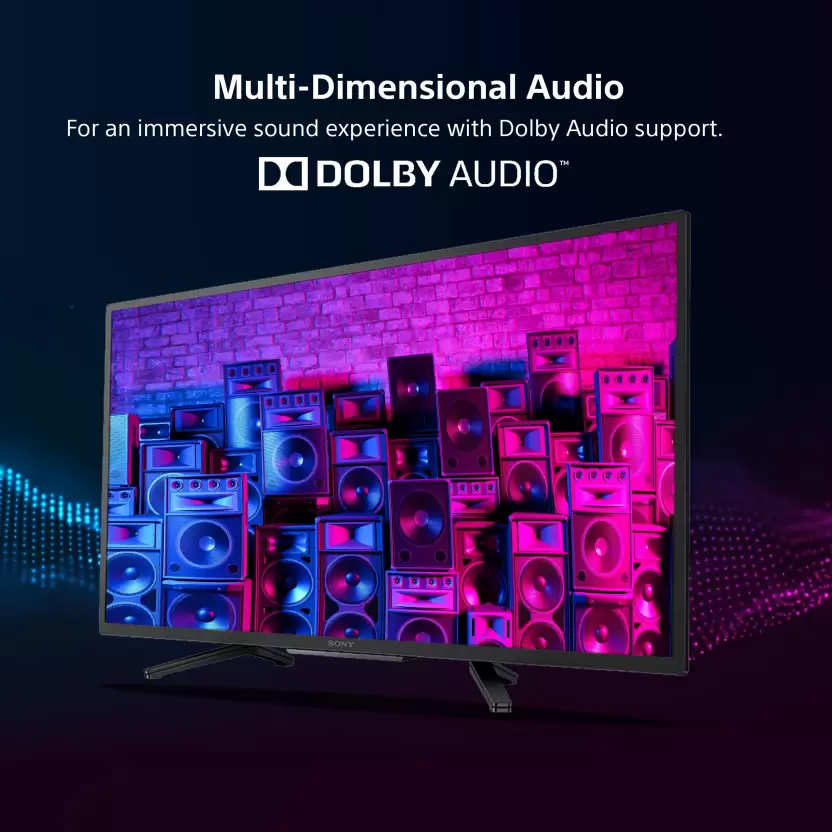 Multi-Dimensional Audio
For an immersive sound experience with Dolby Audio support.
DOLBY AUDIO™
SONY